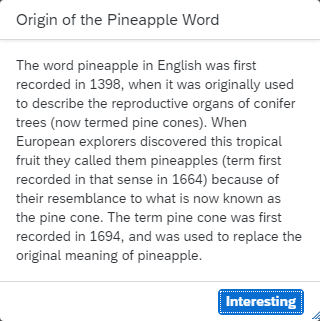 Origin of the Pineapple Word
The word pineapple in English was first
recorded in 1398, when it was originally used
to describe the reproductive organs of conifer
trees (now termed pine cones). When
European explorers discovered this tropical
fruit they called them pineapples (term first
recorded in that sense in 1664) because of
their resemblance to what is now known as
the pine cone. The term pine cone was first
recorded in 1694, and was used to replace the
original meaning of pineapple.
Interesting